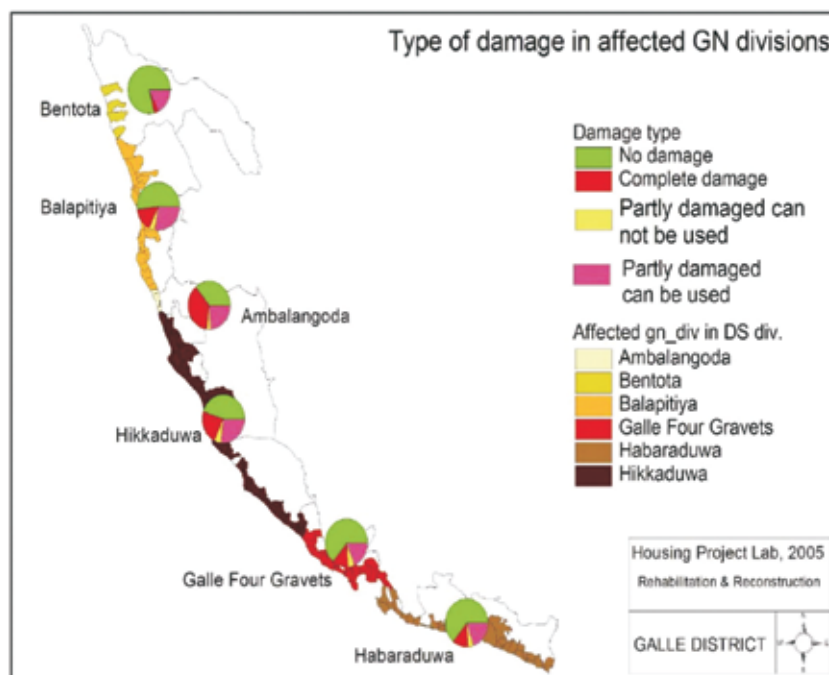 Type of damage in affected GN divisions
Bentota
Balapitiya
Ambalangoda
Hikkaduwa
Galle Four Gravets
Habaraduwa
Damage type
No damage
Complete damage
Partly damaged can
not be used
Partly damaged
can be used
Affected gn_div in DS div.
Ambalangoda
Bentota
Balapitiya
Galle Four Gravets
Habaraduwa
Hikkaduwa
Housing Project Lab, 2005
Rehabilitation & Reconstruction
GALLE DISTRICT